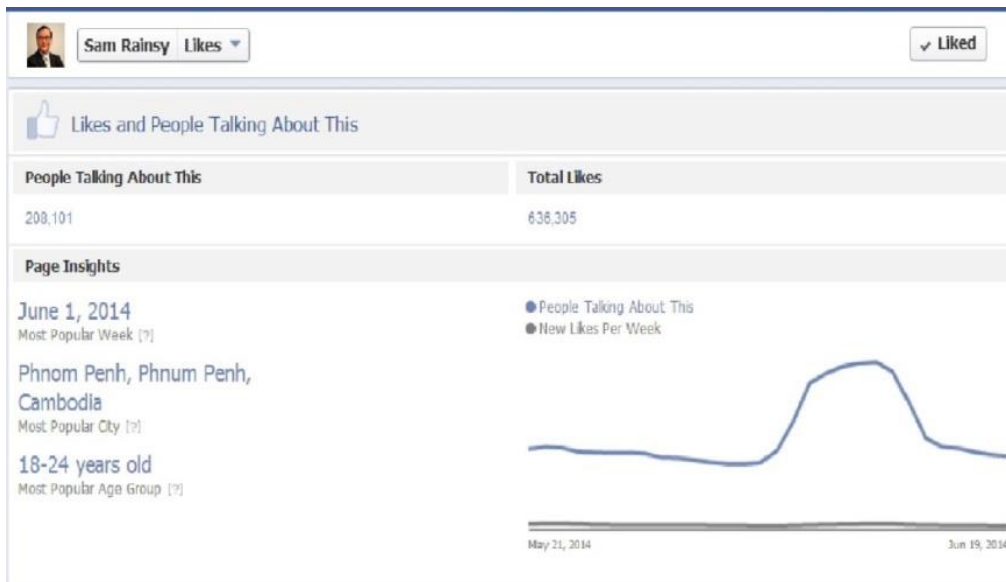 Sam Rainsy Likes
Liked
Likes and People Talking About This
People Talking About This
Total Likes
208,101
636,305
Page Insights
June 1, 2014
Most Popular Week [?]
Phnom Penh, Phnum Penh,
Cambodia
Most Popular City [?]
18-24 years old
Most Popular Age Group [?]
People Talking About This
New Likes Per Week
May 21, 2014
Jun 19, 2014